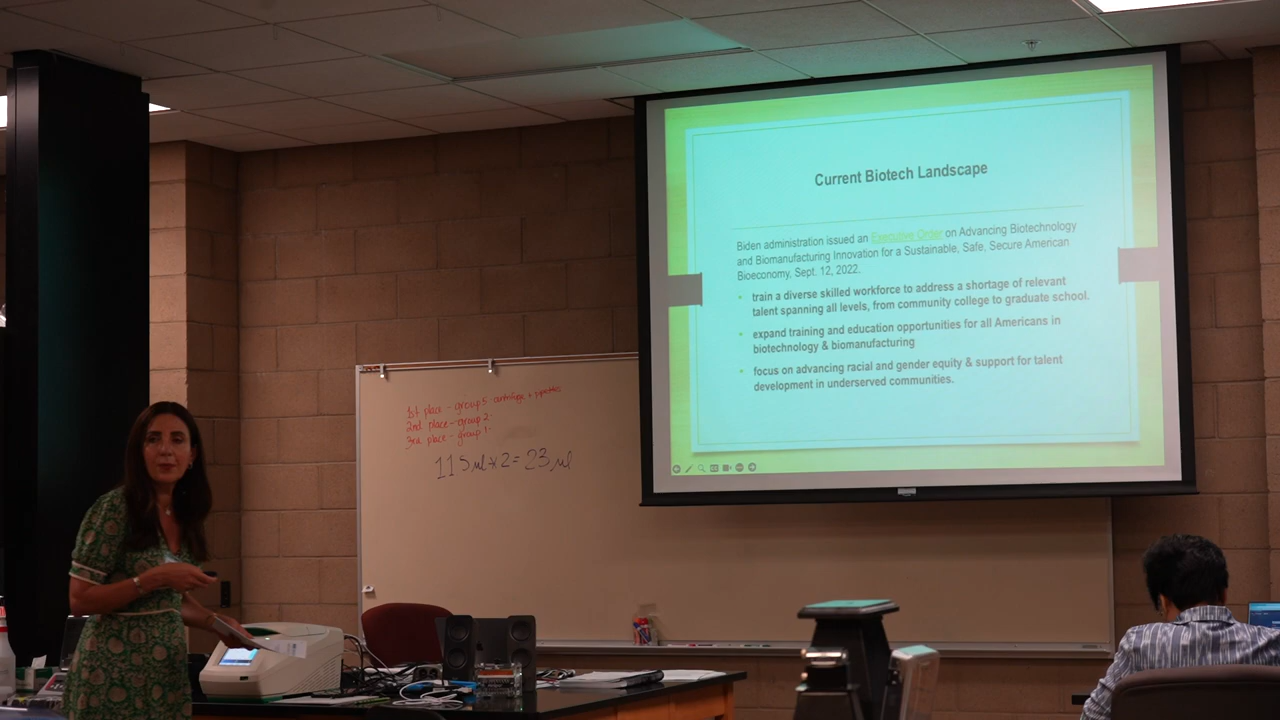 Current Biotech Landscape
Biden administration issued an Executive Order on Advancing Biotechnology
and Biomanufacturing Innovation for a Sustainable, Safe, Secure American
Bioeconomy, Sept. 12, 2022.
train a diverse skilled workforce to address a shortage of relevant
talent spanning all levels, from community college to graduate school.
expand training and education opportunities for all Americans in
biotechnology & biomanufacturing
focus on advancing racial and gender equity & support for talent
development in underserved communities.
1st place - group 5 centrifuge +
2nd place - group 2
3rd place - group 1
11.5 µl x 2 = 23 µl